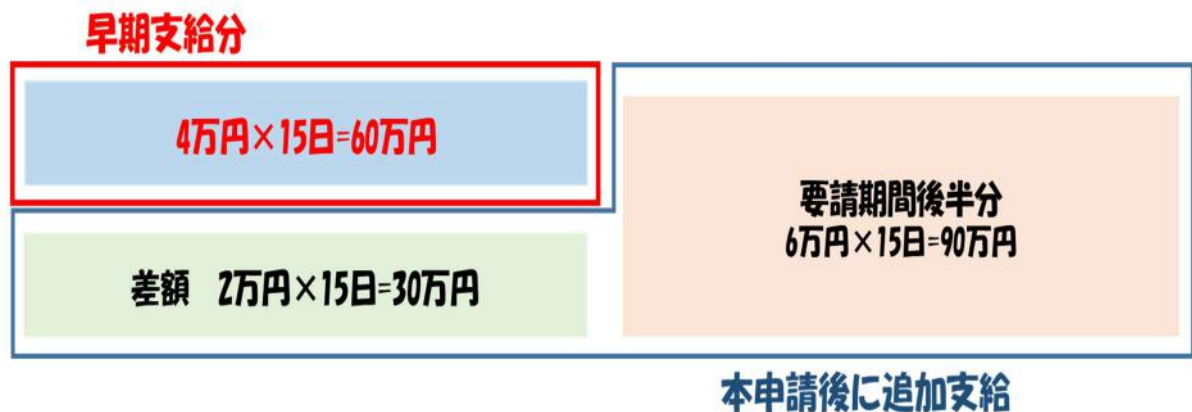 早期支給分
4万円×15日=60万円
要請期間後半分
6万円×15日=90万円
差額　2万円×15日=30万円
本申請後に追加支給